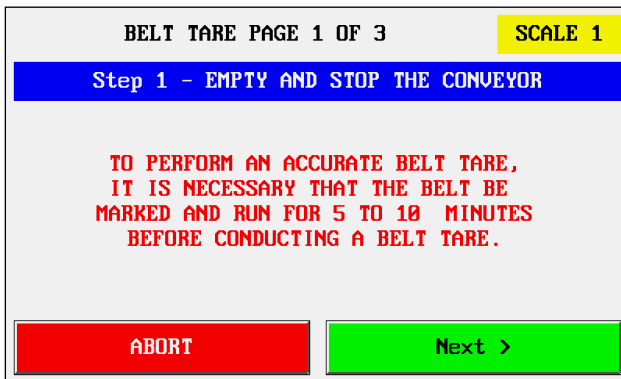 BELT TARE PAGE 1 OF 3
SCALE 1
Step 1 - EMPTY AND STOP THE CONVEYOR
TO PERFORM AN ACCURATE BELT TARE,
IT IS NECESSARY THAT THE BELT BE
MARKED AND RUN FOR 5 TO 10 MINUTES
BEFORE CONDUCTING A BELT TARE.
ABORT
Next >